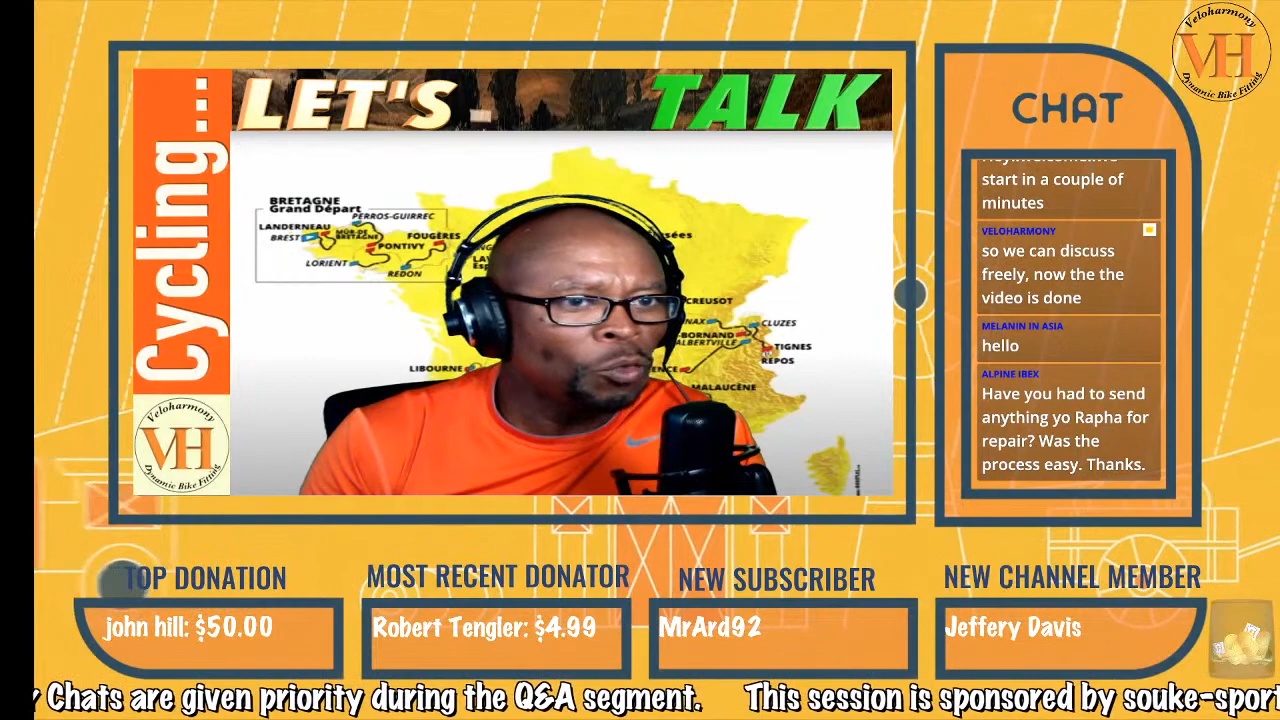 LET'S TALK
Cycling...
Veloharmony
VH
Dynamic Bike Fitting
BRETAGNE
Grand Départ
PERROS-GUIRREC
LANDERNEAU
BREST
MÛR-DE-
BRETAGNE
FOUGÈRES
PONTIVY
LORIENT
REDON
LIBOURNE
CREUSOT
CLUZES
BORNAND
ALBERTVILLE
TIGNES
REPOS
MALAUCÈNE
Veloharmony
VH
Dynamic Bike Fitting
CHAT
start in a couple of
minutes
VELOHARMONY
so we can discuss
freely, now the the
video is done
MELANIN IN ASIA
hello
ALPINE IBEX
Have you had to send
anything yo Rapha for
repair? Was the
process easy. Thanks.
TOP DONATION
john hill: $50.00
MOST RECENT DONATOR
Robert Tengler: $4.99
NEW SUBSCRIBER
MrArd92
NEW CHANNEL MEMBER
Jeffery Davis
y Chats are given priority during the Q&A segment. This session is sponsored by souke-sport